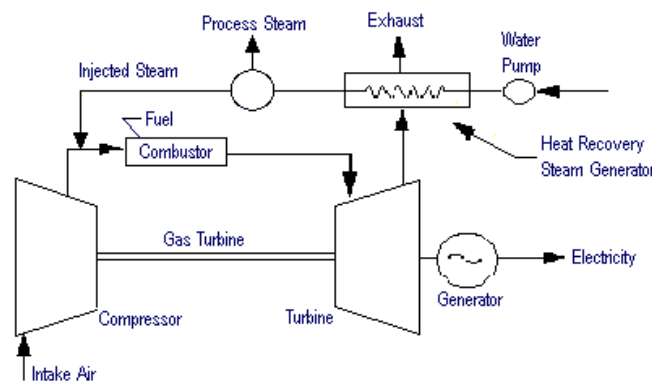 Process Steam
Exhaust
Water
Pump
Injected Steam
Fuel
Combustor
Heat Recovery
Steam Generator
Gas Turbine
Electricity
Generator
Compressor
Turbine
Intake Air